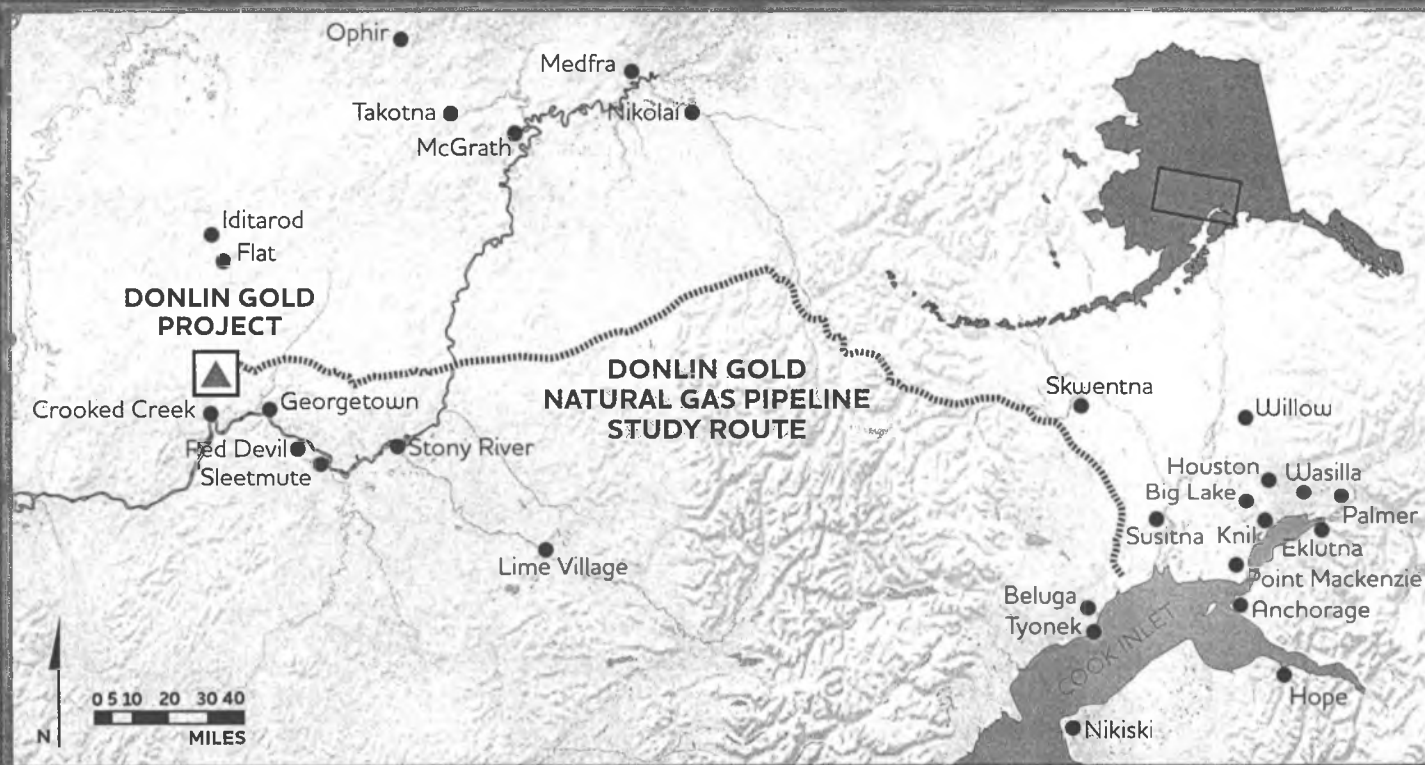 Ophir
Medfra
Takotna
Nikolai
McGrath
Iditarod
Flat
DONLIN GOLD
PROJECT
DONLIN GOLD
NATURAL GAS PIPELINE
STUDY ROUTE
Crooked Creek
Georgetown
Red Devil
Stony River
Sleetmute
Lime Village
Skwentna
Willow
Houston
Wasilla
Big Lake
Palmer
Susitna
Knik
Eklutna
Point Mackenzie
Beluga
Anchorage
Tyonek
COOK INLET
Hope
Nikiski
0 5 10 20 30 40
MILES
N